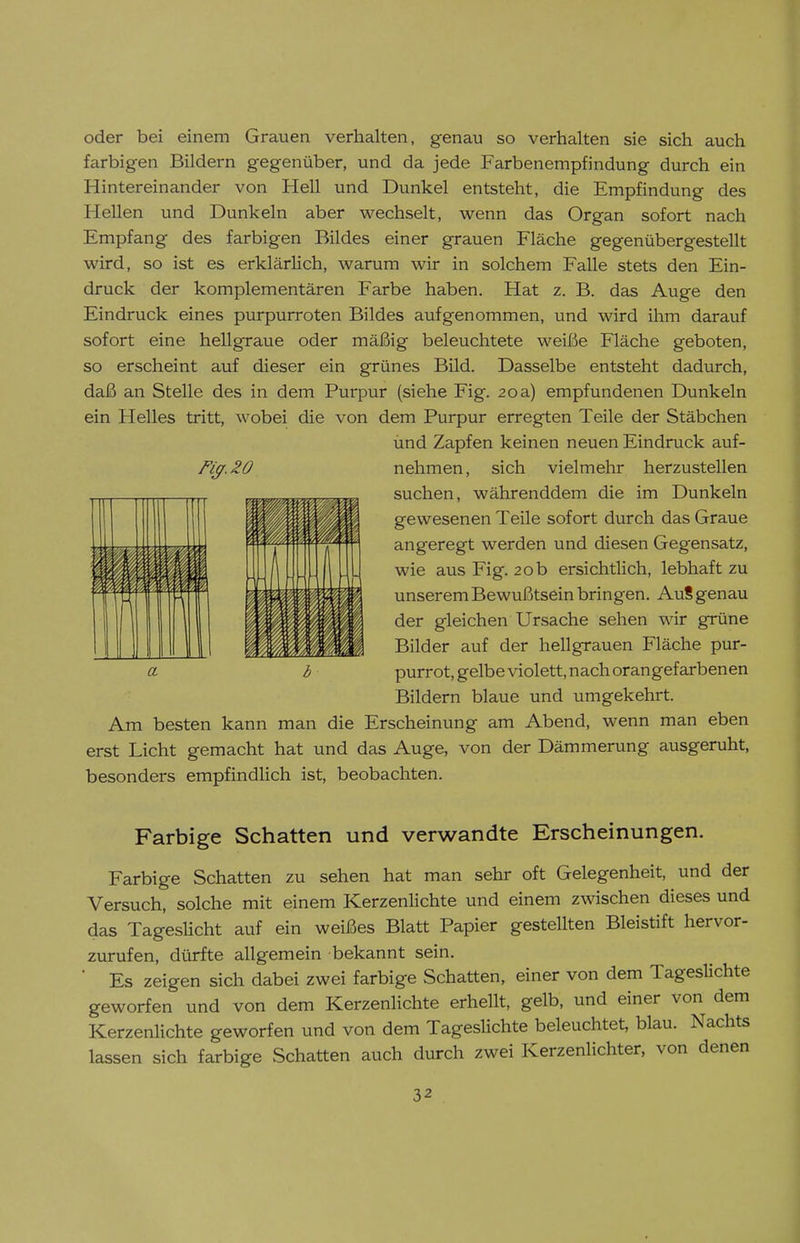 oder bei einem Grauen verhalten, genau so verhalten sie sich auch
farbigen Bildern gegenüber, und da jede Farbenempfindung durch ein
Hintereinander von Hell und Dunkel entsteht, die Empfindung des
Hellen und Dunkeln aber wechselt, wenn das Organ sofort nach
Empfang des farbigen Bildes einer grauen Fläche gegenübergestellt
wird, so ist es erklärlich, warum wir in solchem Falle stets den Ein-
druck der komplementären Farbe haben. Hat z. B. das Auge den
Eindruck eines purpurroten Bildes aufgenommen, und wird ihm darauf
sofort eine hellgraue oder mäßig beleuchtete weiße Fläche geboten,
so erscheint auf dieser ein grünes Bild. Dasselbe entsteht dadurch,
daß an Stelle des in dem Purpur (siehe Fig. 20a) empfundenen Dunkeln
ein Helles tritt, wobei die von dem Purpur erregten Teile der Stäbchen
und Zapfen keinen neuen Eindruck auf-
nehmen, sich vielmehr herzustellen
suchen, währenddem die im Dunkeln
gewesenen Teile sofort durch das Graue
angeregt werden und diesen Gegensatz,
wie aus Fig. 20b ersichtlich, lebhaft zu
unserem Bewußtsein bringen. Aus genau
der gleichen Ursache sehen wir grüne
Bilder auf der hellgrauen Fläche pur-
purrot, gelbe violett, nach orangefarbenen
Bildern blaue und umgekehrt.
Fig. 20
a b
Am besten kann man die Erscheinung am Abend, wenn man eben
erst Licht gemacht hat und das Auge, von der Dämmerung ausgeruht,
besonders empfindlich ist, beobachten.
Farbige Schatten und verwandte Erscheinungen.
Farbige Schatten zu sehen hat man sehr oft Gelegenheit, und der
Versuch, solche mit einem Kerzenlichte und einem zwischen dieses und
das Tageslicht auf ein weißes Blatt Papier gestellten Bleistift hervor-
zurufen, dürfte allgemein bekannt sein.
Es zeigen sich dabei zwei farbige Schatten, einer von dem Tageslichte
geworfen und von dem Kerzenlichte erhellt, gelb, und einer von dem
Kerzenlichte geworfen und von dem Tageslichte beleuchtet, blau. Nachts
lassen sich farbige Schatten auch durch zwei Kerzenlichter, von denen
32